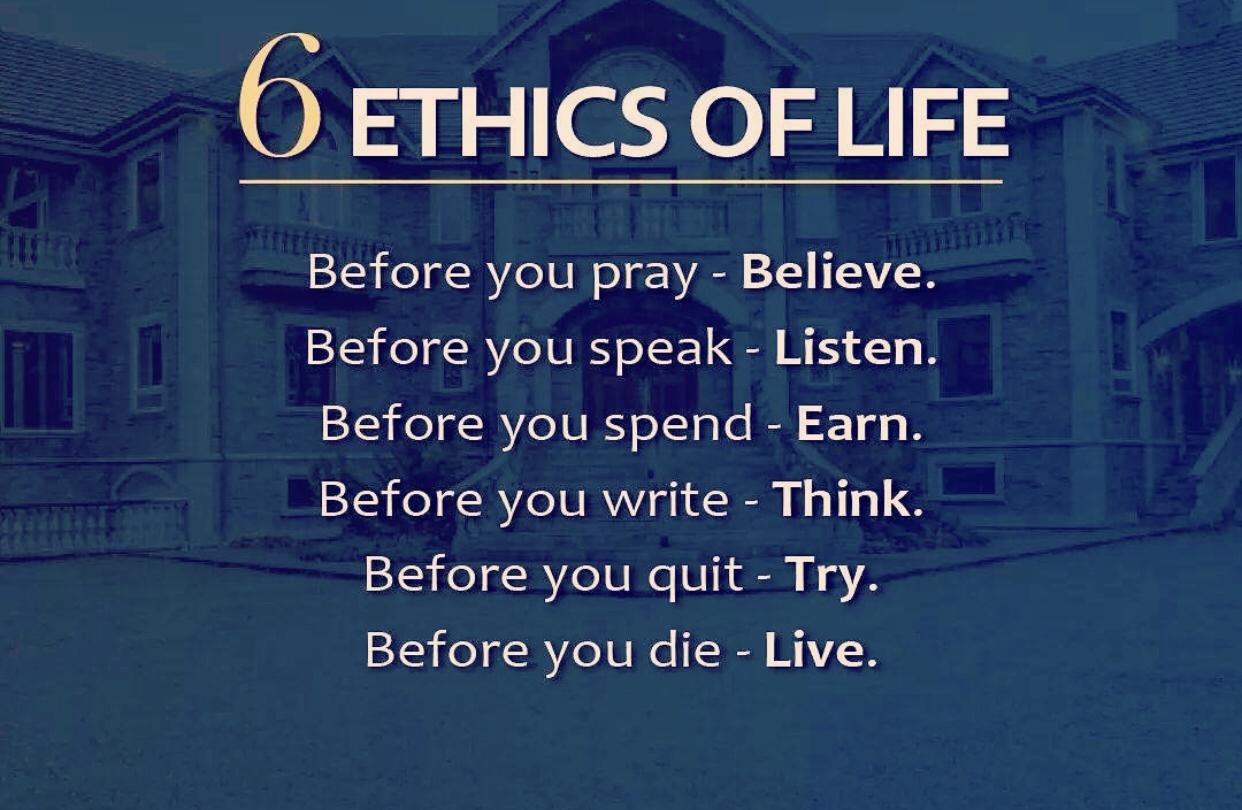 6 ETHICS OF LIFE
Before you pray - Believe.
Before you speak - Listen.
Before you spend - Earn.
Before you write - Think.
Before you quit - Try.
Before you die - Live.